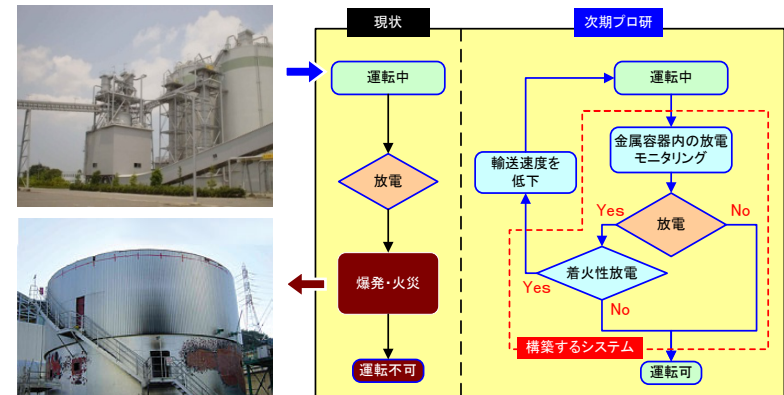 現状
次期プロ研
運転中
放電
爆発・火災
運転不可
運転中
金属容器内の放電
モニタリング
輸送速度を
低下
放電
Yes
No
着火性放電
Yes
No
構築するシステム
運転可